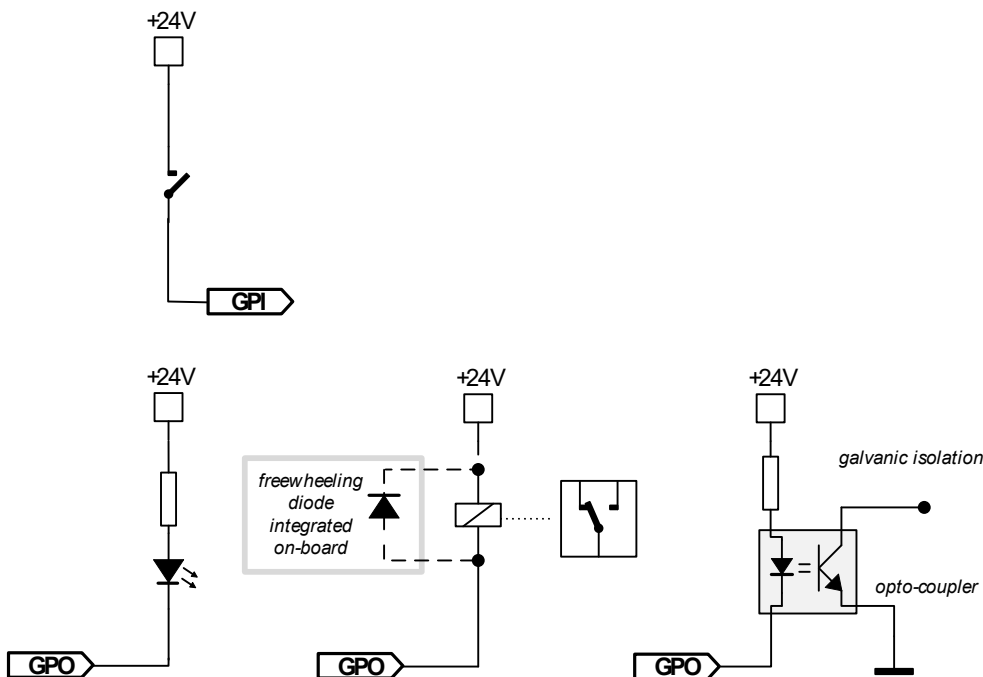 +24V
GPI
+24V
+24V
+24V
freewheeling
diode
integrated
on-board
galvanic isolation
opto-coupler
GPO
GPO
GPO